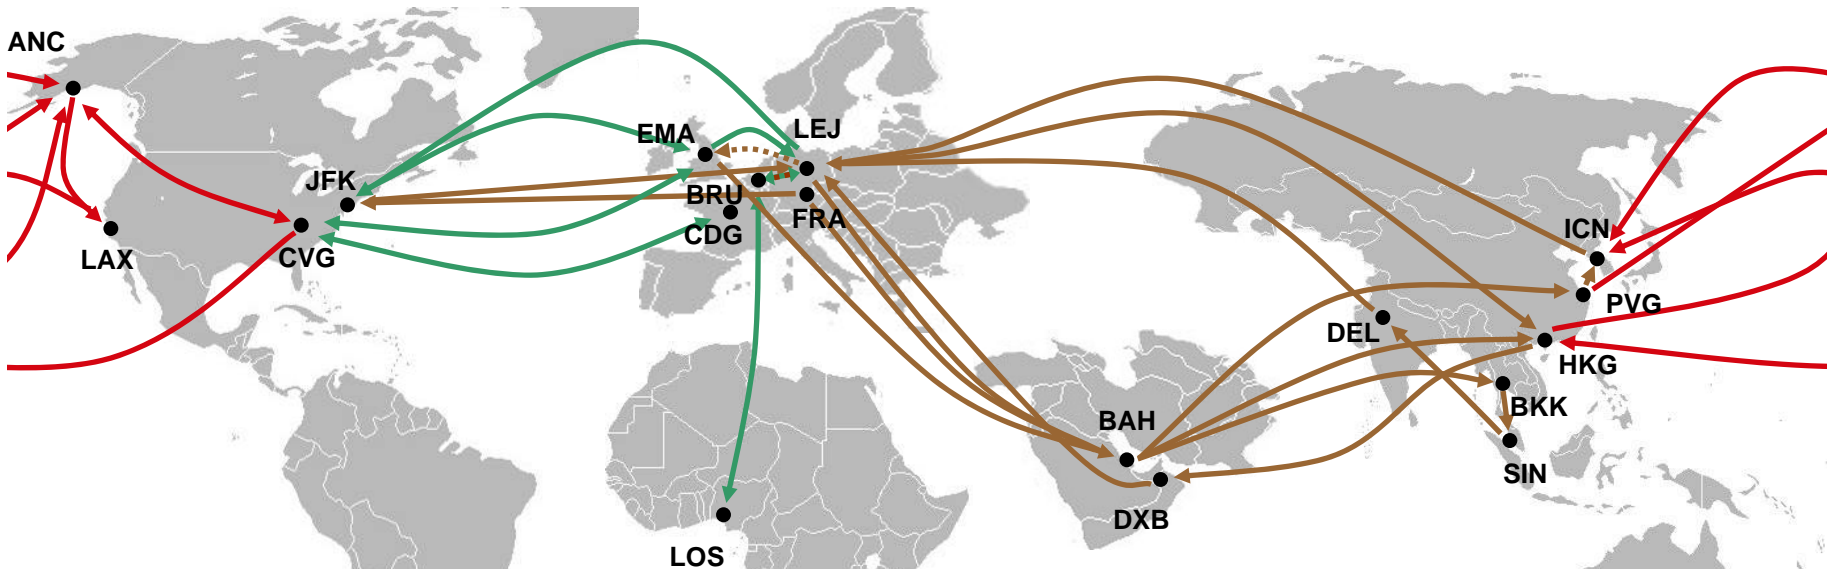 ANC
EMA
LEJ
JFK
BRU
FRA
CDG
CVG
LAX
ICN
PVG
DEL
HKG
BKK
BAH
SIN
DXB
LOS